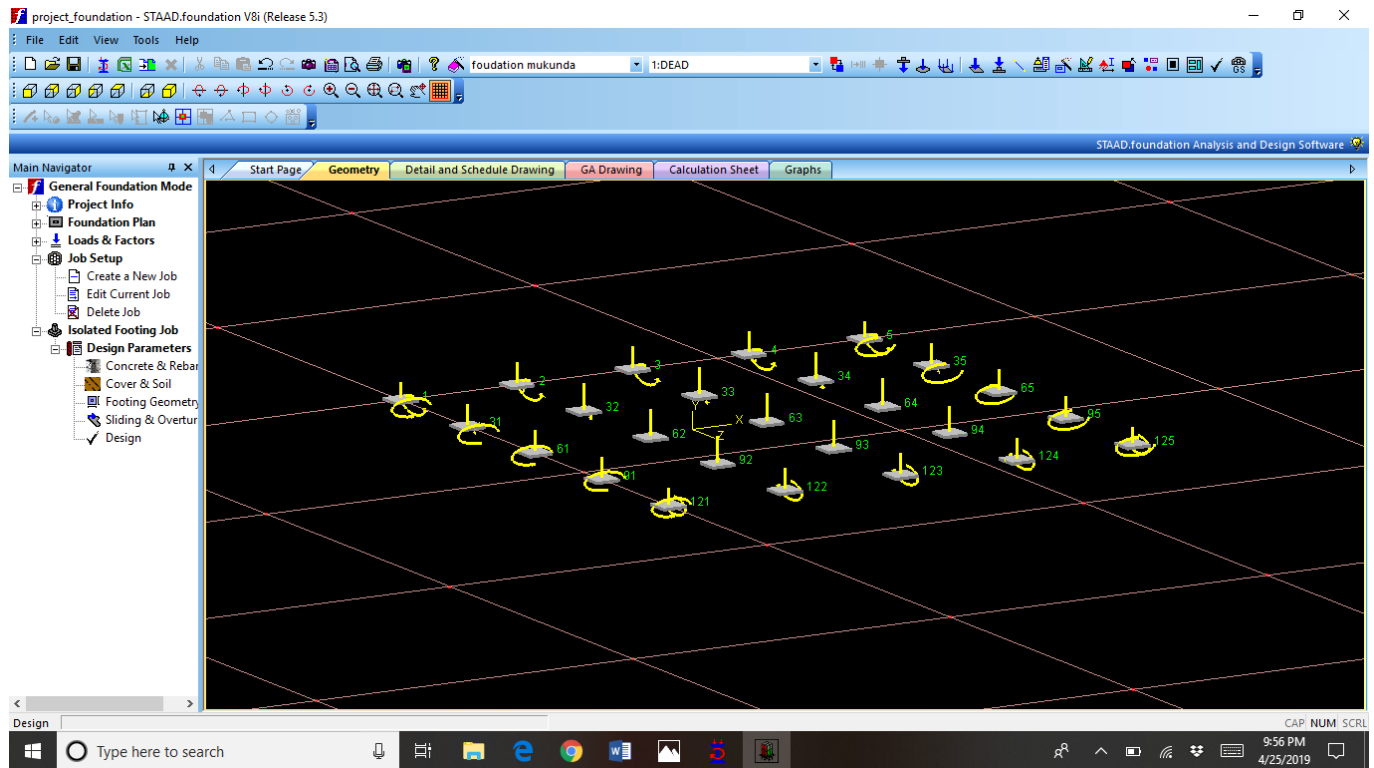 project_foundation - STAAD.foundation V8i (Release 5.3)
File Edit View Tools Help
foudation mukunda 1:DEAD
GS
STAAD.foundation Analysis and Design Software
Main Navigator
Start Page Geometry Detail and Schedule Drawing GA Drawing Calculation Sheet Graphs
General Foundation Mode
Project Info
Foundation Plan
Loads & Factors
Job Setup
Create a New Job
Edit Current Job
Delete Job
Isolated Footing Job
Design Parameters
Concrete & Rebar
Cover & Soil
Footing Geometry
Sliding & Overtur
Design
5
4 35
3 34 65
2 33 64 95
1 32 Y X 63 94 125
31 62 Z 93 124
61 92 123
91 122
121
Design CAP NUM SCRL
Type here to search
9:56 PM
4/25/2019